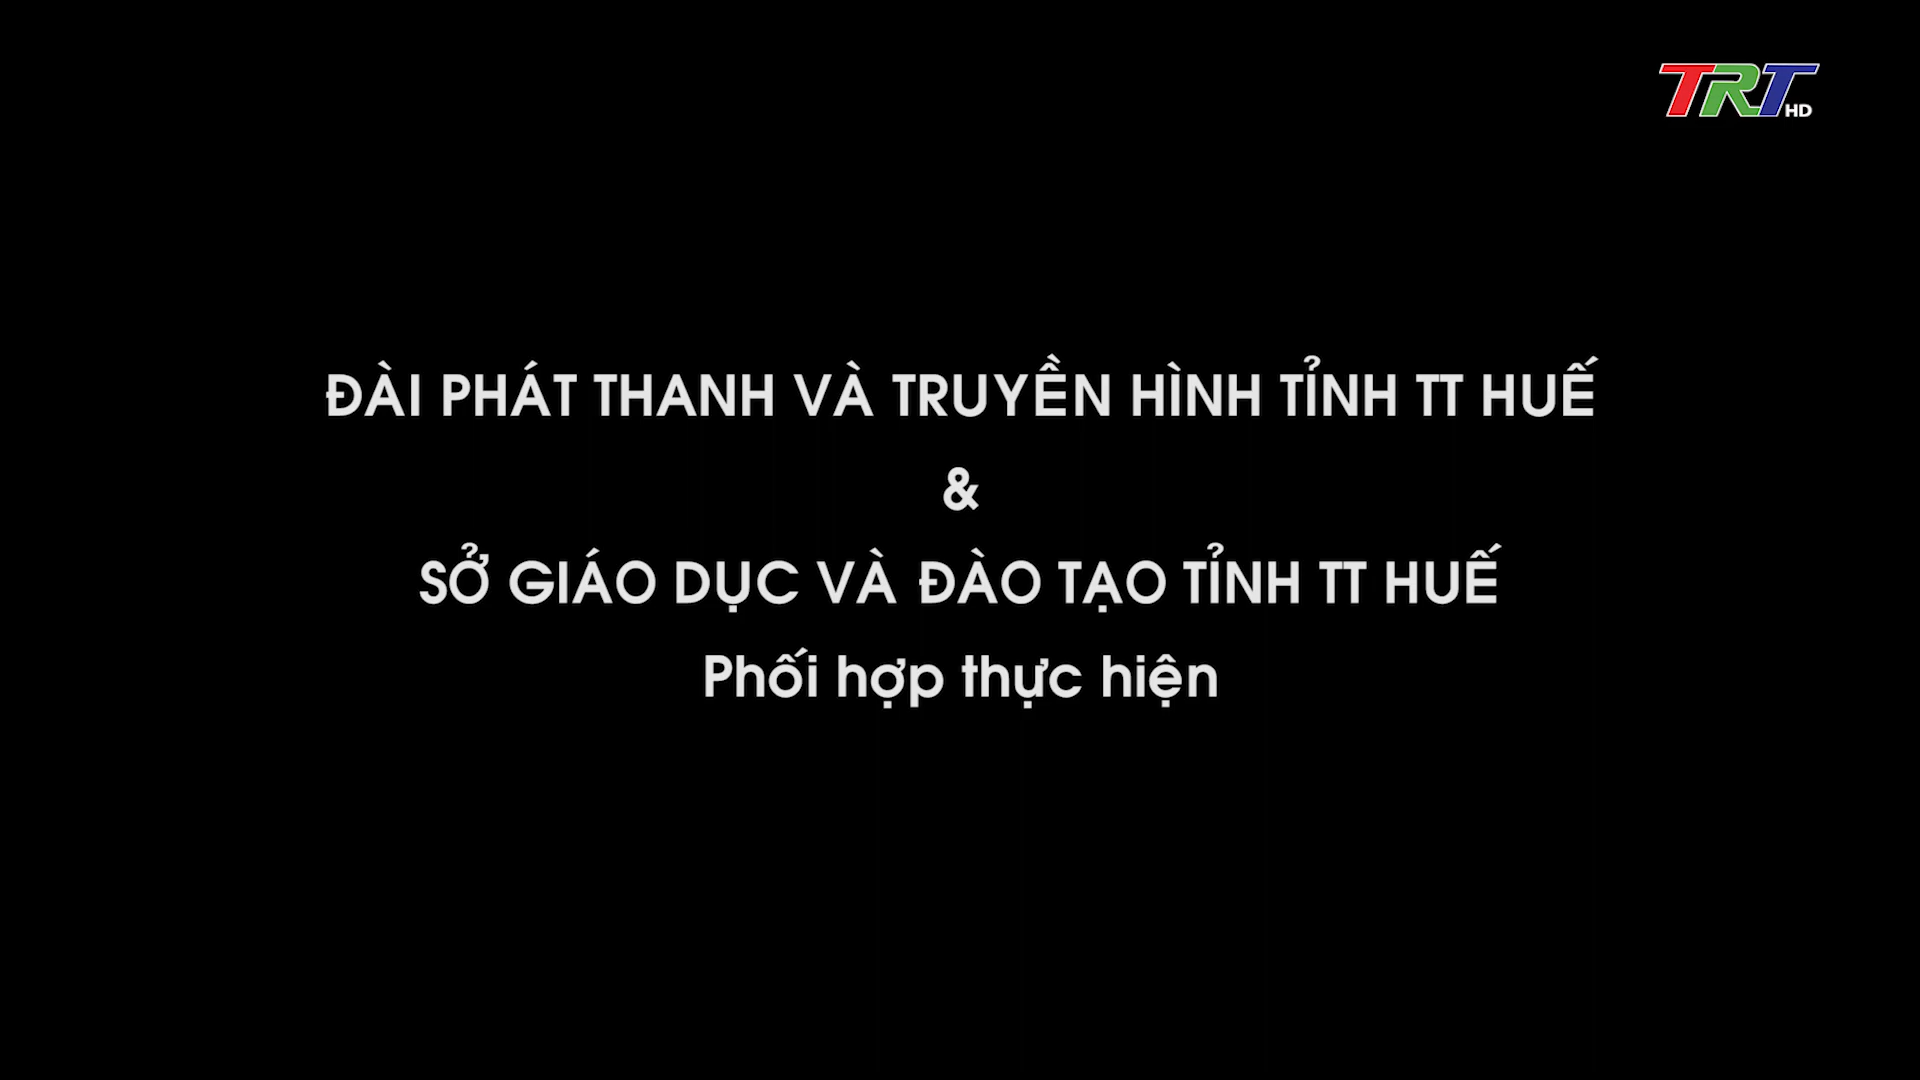 TRT HD
ĐÀI PHÁT THANH VÀ TRUYỀN HÌNH TỈNH TT HUẾ
&
SỞ GIÁO DỤC VÀ ĐÀO TẠO TỈNH TT HUẾ
Phối hợp thực hiện